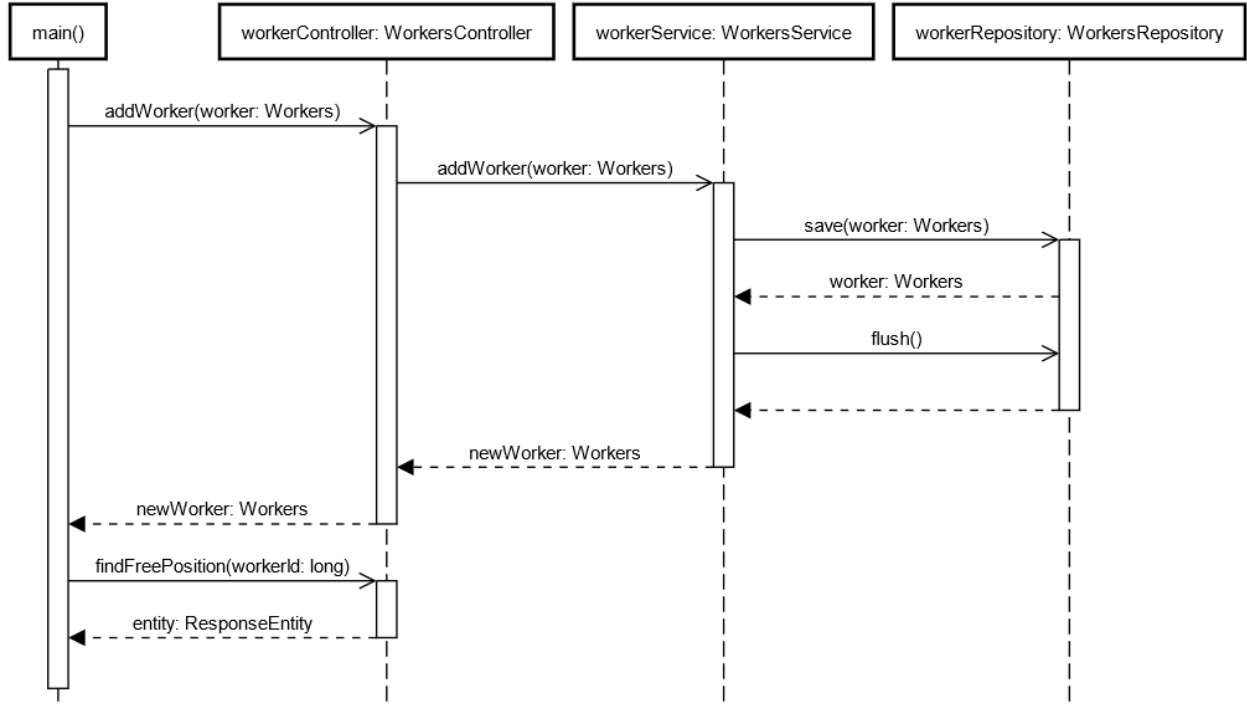 main()
workerController: WorkersController
workerService: WorkersService
workerRepository: WorkersRepository
addWorker(worker: Workers)
addWorker(worker: Workers)
save(worker: Workers)
worker: Workers
flush()
newWorker: Workers
newWorker: Workers
findFreePosition(workerId: long)
entity: ResponseEntity